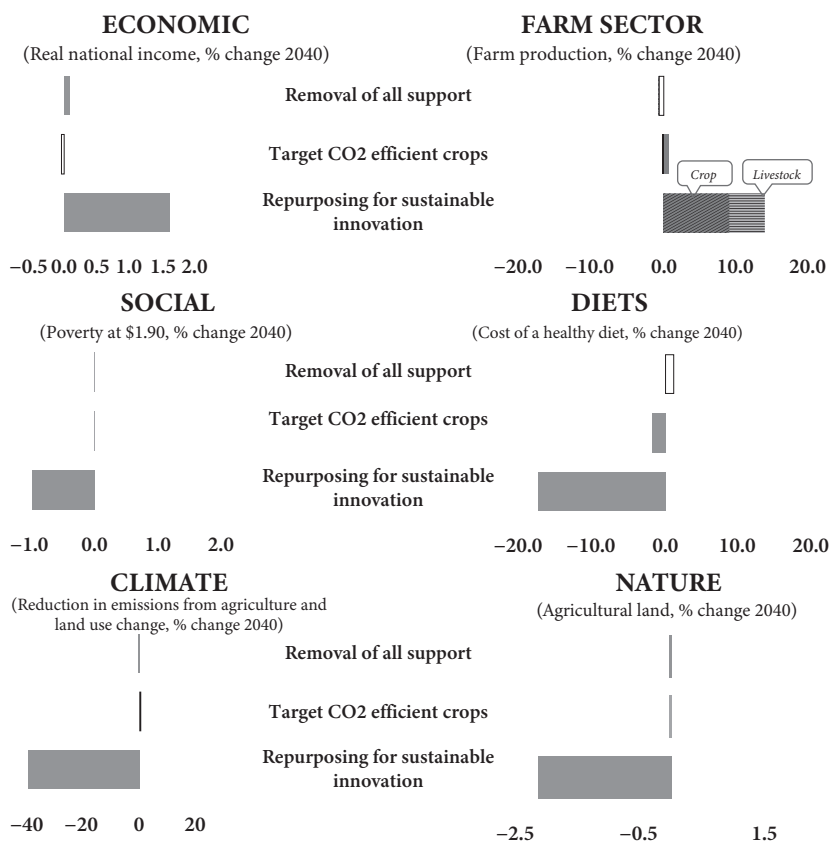 ECONOMIC
(Real national income, % change 2040)
FARM SECTOR
(Farm production, % change 2040)
Removal of all support
Target CO2 efficient crops
Crop
Livestock
Repurposing for sustainable
innovation
−0.5 0.0 0.5 1.0 1.5 2.0
−20.0 −10.0 0.0 10.0 20.0
SOCIAL
(Poverty at $1.90, % change 2040)
DIETS
(Cost of a healthy diet, % change 2040)
Removal of all support
Target CO2 efficient crops
Repurposing for sustainable
innovation
−1.0 0.0 1.0 2.0
−20.0 −10.0 0.0 10.0 20.0
CLIMATE
(Reduction in emissions from agriculture and
land use change, % change 2040)
NATURE
(Agricultural land, % change 2040)
Removal of all support
Target CO2 efficient crops
Repurposing for sustainable
innovation
−40 −20 0 20
−2.5 −0.5 1.5